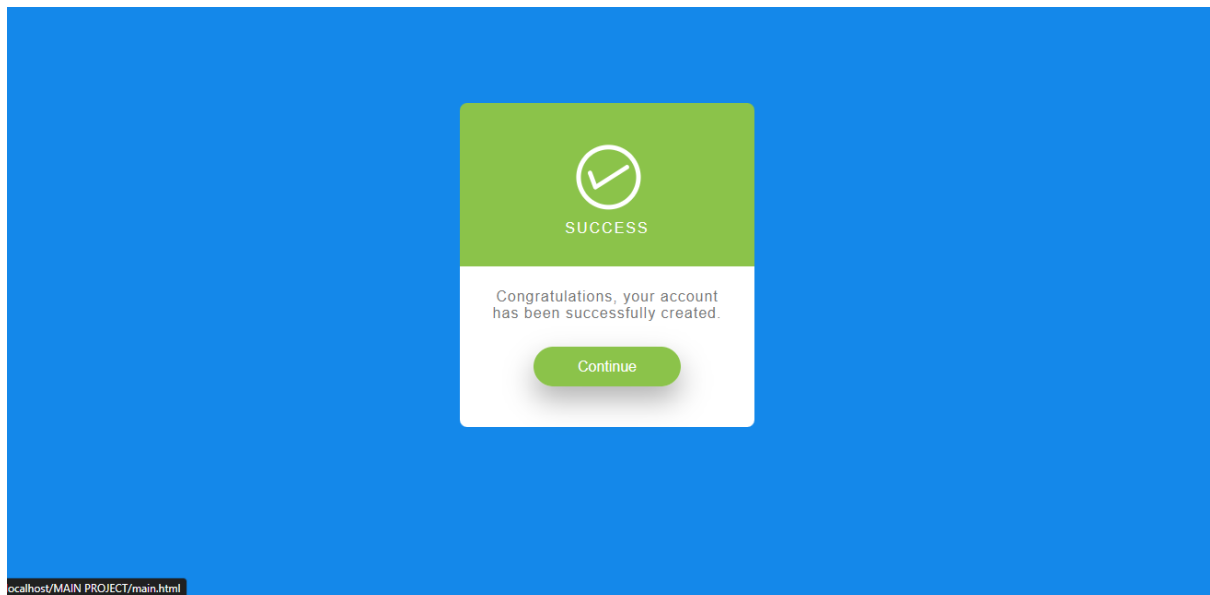 SUCCESS
Congratulations, your account
has been successfully created.
Continue
ocalhost/MAIN PROJECT/main.html